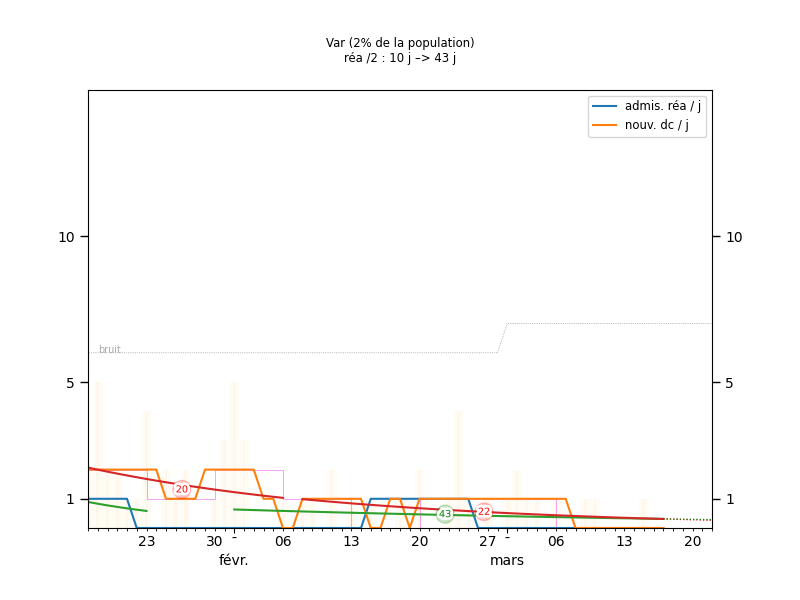 Var (2% de la population)
réa /2 : 10 j –> 43 j
admis. réa / j
nouv. dc / j
10
10
bruit
5
5
20
43
22
1
1
23
30
-
06
13
20
27
-
06
13
20
févr.
mars